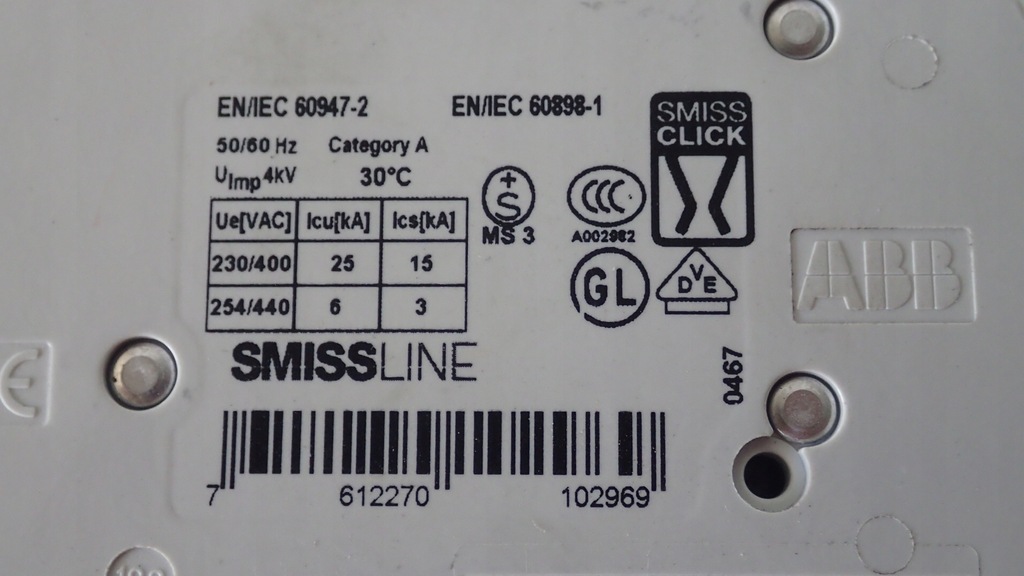 EN/IEC 60947-2 EN/IEC 60898-1
50/60 Hz Category A
UImp 4kV 30°C
Ue[VAC] Icu[kA] Ics[kA]
230/400 25 15
254/440 6 3
+
S
MS 3
CCC
A002982
SMISS
CLICK
GL
DVE
ABB
SMISSLINE
CE
0467
7 612270 102969